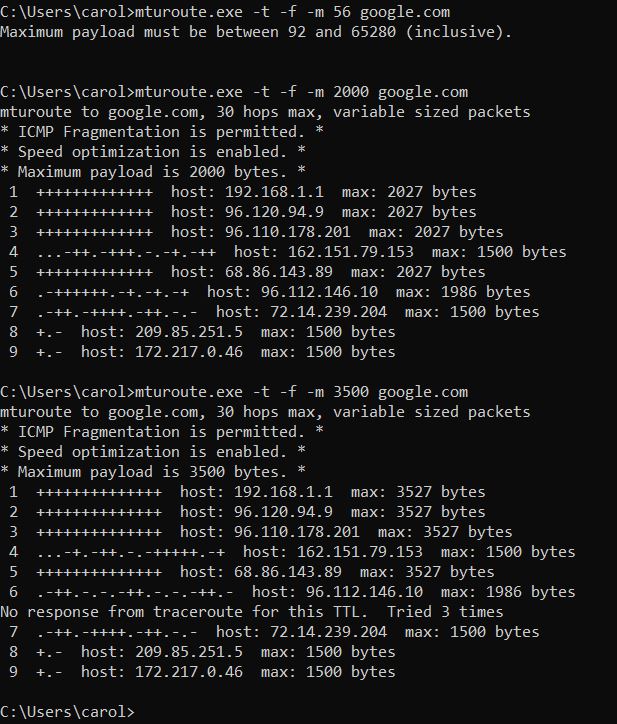 C:\Users\carol>mturoute.exe -t -f -m 56 google.com
Maximum payload must be between 92 and 65280 (inclusive).
C:\Users\carol>mturoute.exe -t -f -m 2000 google.com
mturoute to google.com, 30 hops max, variable sized packets
* ICMP Fragmentation is permitted. *
* Speed optimization is enabled. *
* Maximum payload is 2000 bytes. *
 1  +++++++++++++  host: 192.168.1.1  max: 2027 bytes
 2  +++++++++++++  host: 96.120.94.9  max: 2027 bytes
 3  +++++++++++++  host: 96.110.178.201  max: 2027 bytes
 4  ...-++.-+++.-.-+.-++  host: 162.151.79.153  max: 1500 bytes
 5  +++++++++++++  host: 68.86.143.89  max: 2027 bytes
 6  .-++++++.-+.-+.-+  host: 96.112.146.10  max: 1986 bytes
 7  .-++.-++++.-++.-.-  host: 72.14.239.204  max: 1500 bytes
 8  +.-  host: 209.85.251.5  max: 1500 bytes
 9  +.-  host: 172.217.0.46  max: 1500 bytes
C:\Users\carol>mturoute.exe -t -f -m 3500 google.com
mturoute to google.com, 30 hops max, variable sized packets
* ICMP Fragmentation is permitted. *
* Speed optimization is enabled. *
* Maximum payload is 3500 bytes. *
 1  ++++++++++++++  host: 192.168.1.1  max: 3527 bytes
 2  ++++++++++++++  host: 96.120.94.9  max: 3527 bytes
 3  ++++++++++++++  host: 96.110.178.201  max: 3527 bytes
 4  ...-+.-++.-.-+++++.-+  host: 162.151.79.153  max: 1500 bytes
 5  ++++++++++++++  host: 68.86.143.89  max: 3527 bytes
 6  .-++.-.-.-++.-.-.-++.-  host: 96.112.146.10  max: 1986 bytes
No response from traceroute for this TTL.  Tried 3 times
 7  .-++.-++++.-++.-.-  host: 72.14.239.204  max: 1500 bytes
 8  +.-  host: 209.85.251.5  max: 1500 bytes
 9  +.-  host: 172.217.0.46  max: 1500 bytes
C:\Users\carol>